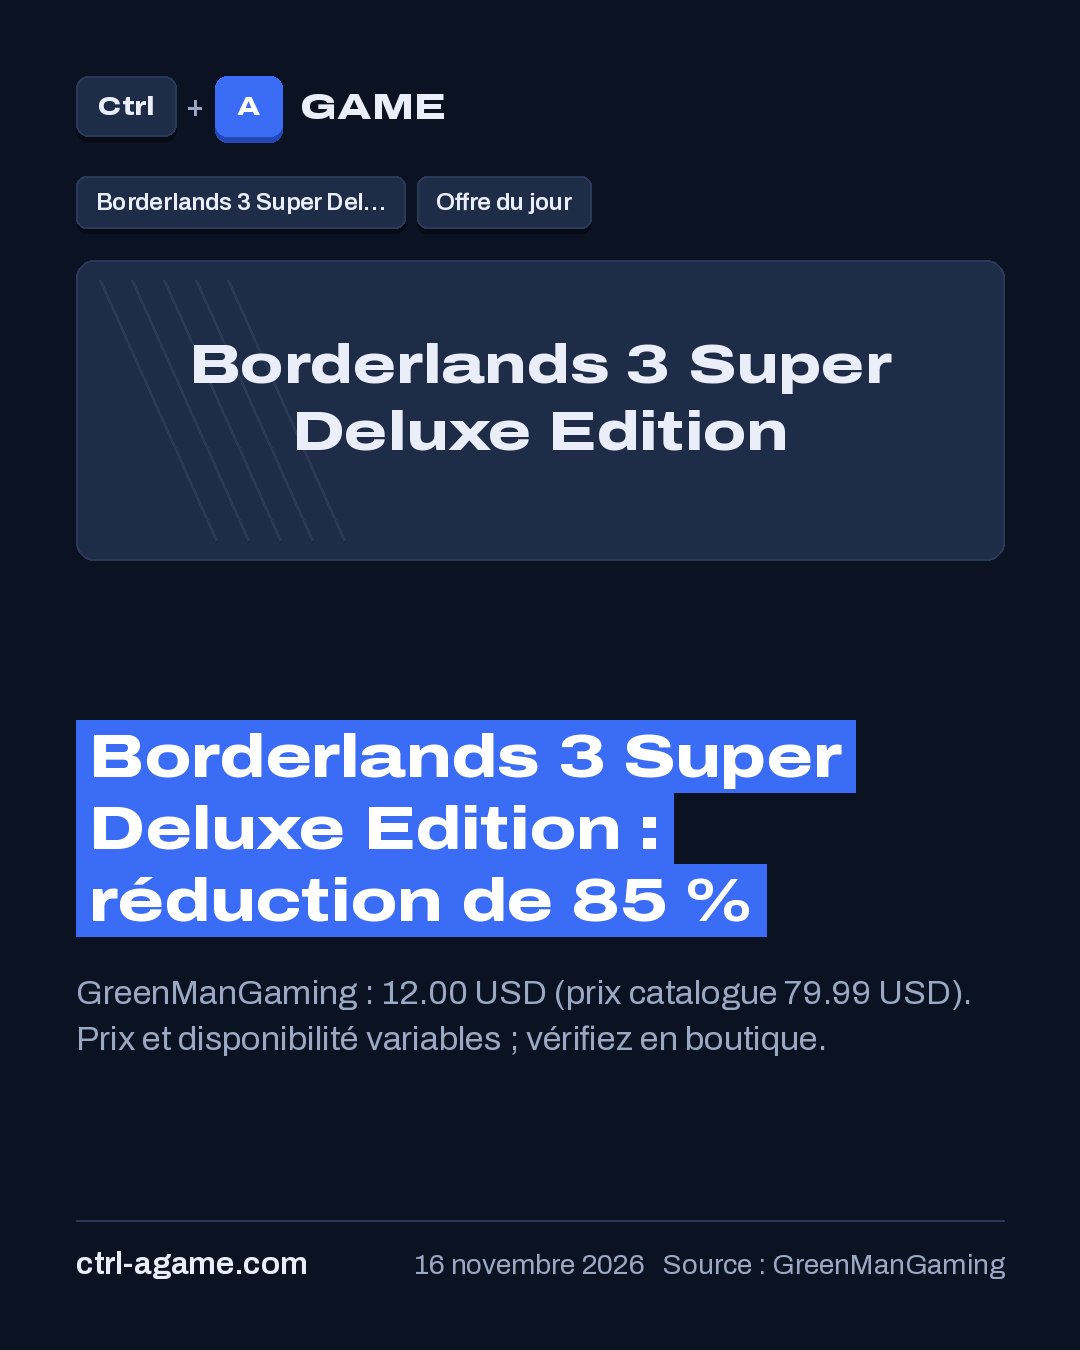 Ctrl + A GAME
Borderlands 3 Super Del... Offre du jour
Borderlands 3 Super
Deluxe Edition
Borderlands 3 Super
Deluxe Edition :
réduction de 85 %
GreenManGaming : 12.00 USD (prix catalogue 79.99 USD).
Prix et disponibilité variables ; vérifiez en boutique.
ctrl-agame.com 16 novembre 2026 Source : GreenManGaming